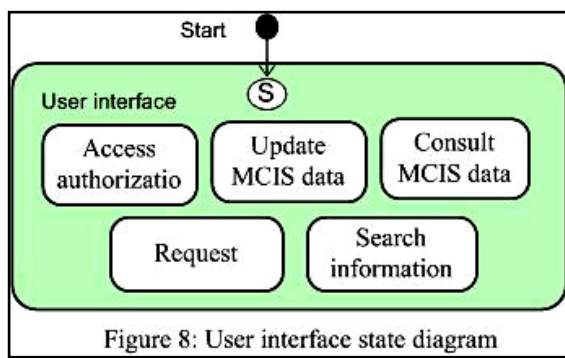 Start
S
User interface
Access
authorizatio
Update
MCIS data
Consult
MCIS data
Request
Search
information
Figure 8: User interface state diagram